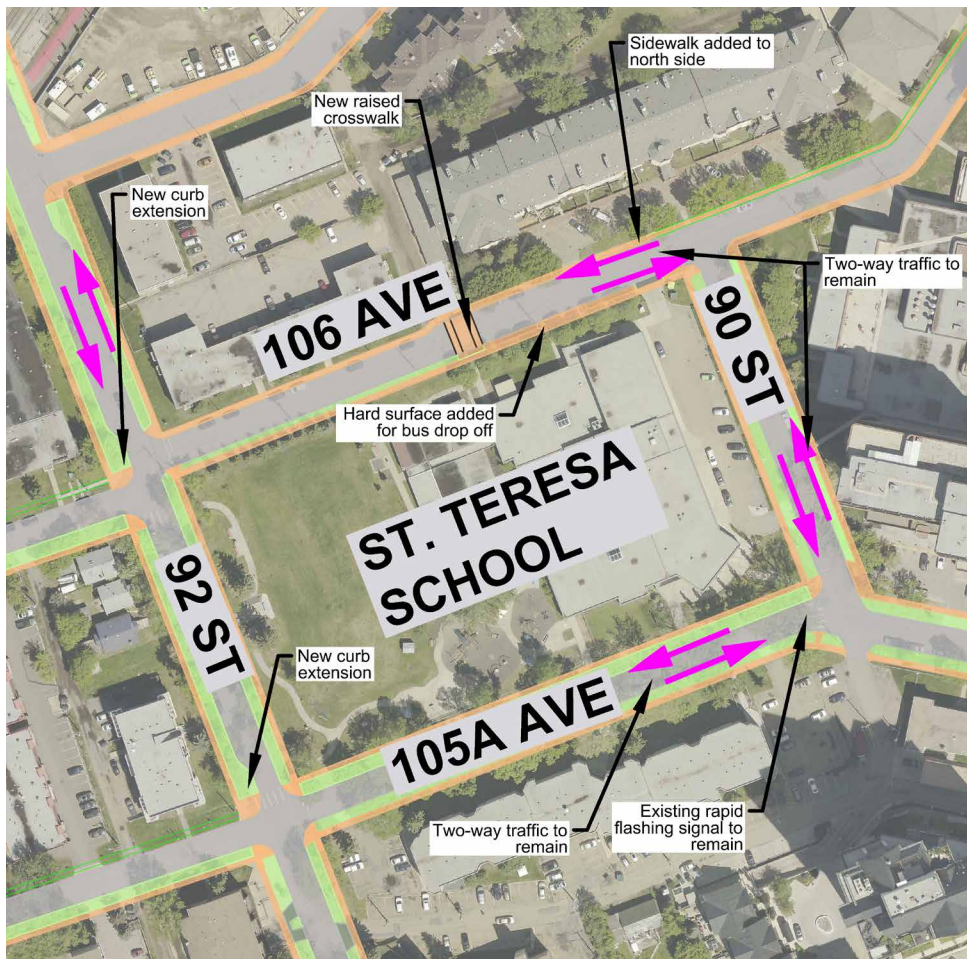 Sidewalk added to
north side
New raised
crosswalk
New curb
extension
Two-way traffic to
remain
106 AVE
90 ST
Hard surface added
for bus drop off
ST. TERESA
SCHOOL
92 ST
New curb
extension
105A AVE
Two-way traffic to
remain
Existing rapid
flashing signal to
remain